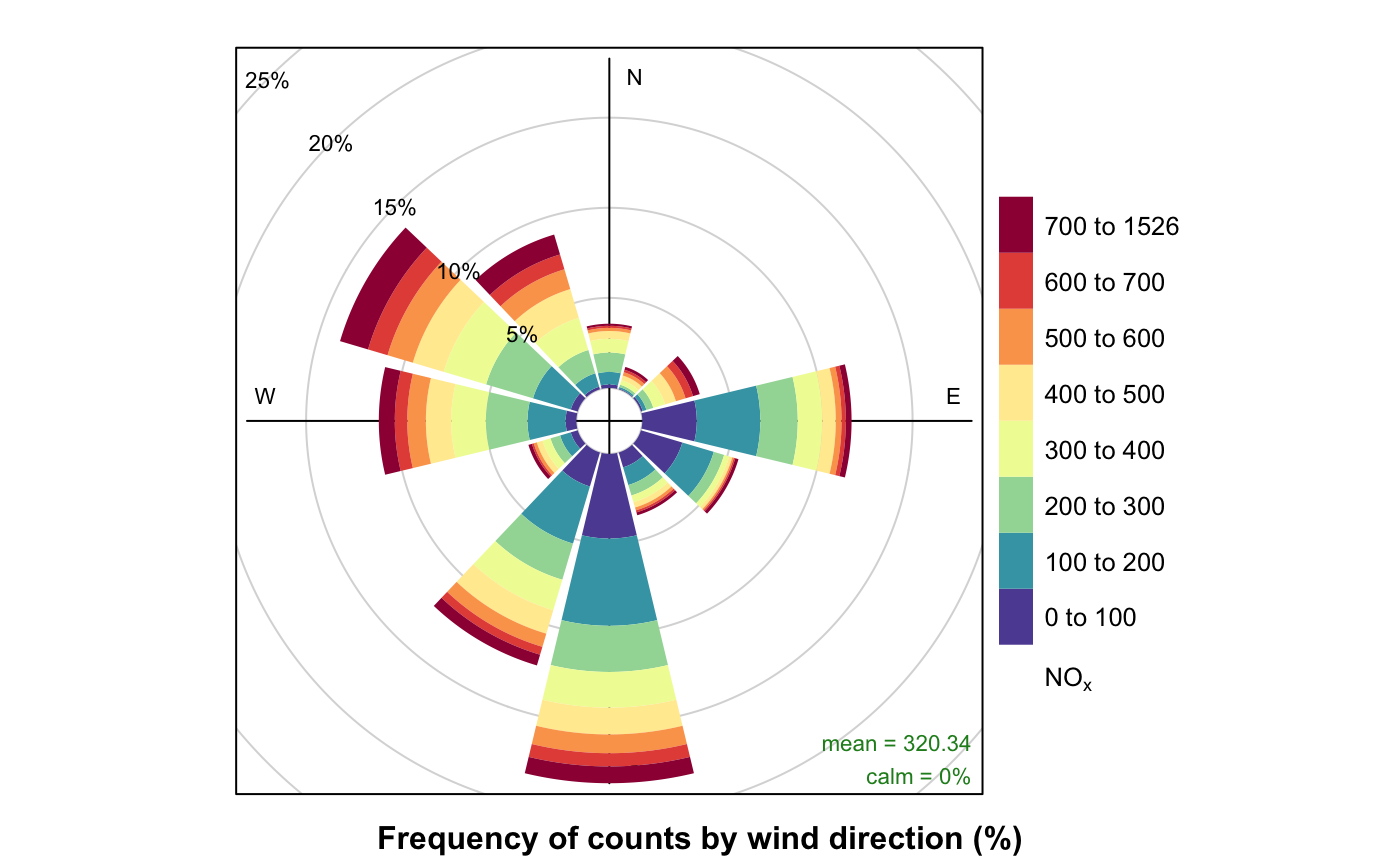 25%
N
20%
15%
10%
5%
W
E
700 to 1526
600 to 700
500 to 600
400 to 500
300 to 400
200 to 300
100 to 200
0 to 100
NOx
mean = 320.34
calm = 0%
Frequency of counts by wind direction (%)